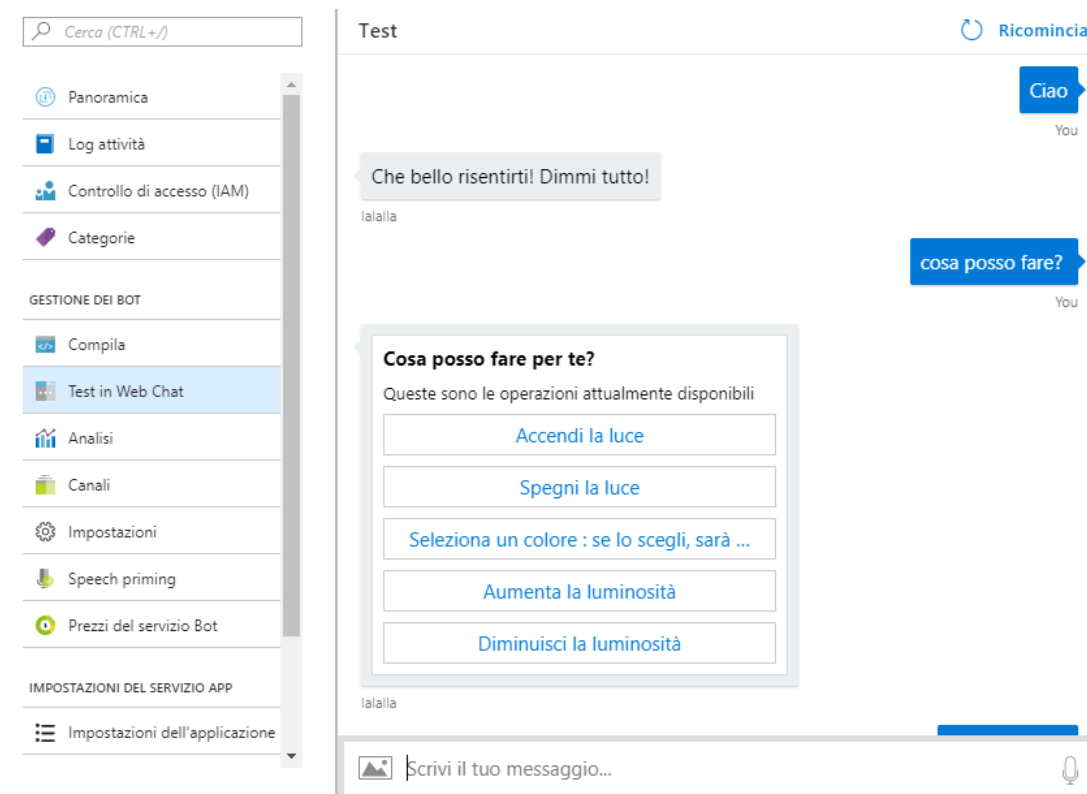 Cerca (CTRL+/)
Panoramica
Log attività
Controllo di accesso (IAM)
Categorie
GESTIONE DEI BOT
Compila
Test in Web Chat
Analisi
Canali
Impostazioni
Speech priming
Prezzi del servizio Bot
IMPOSTAZIONI DEL SERVIZIO APP
Impostazioni dell'applicazione
Test
Ricomincia
Ciao
You
Che bello risentirti! Dimmi tutto!
lalalla
cosa posso fare?
You
Cosa posso fare per te?
Queste sono le operazioni attualmente disponibili
Accendi la luce
Spegni la luce
Seleziona un colore : se lo scegli, sarà ...
Aumenta la luminosità
Diminuisci la luminosità
lalalla
Scrivi il tuo messaggio...